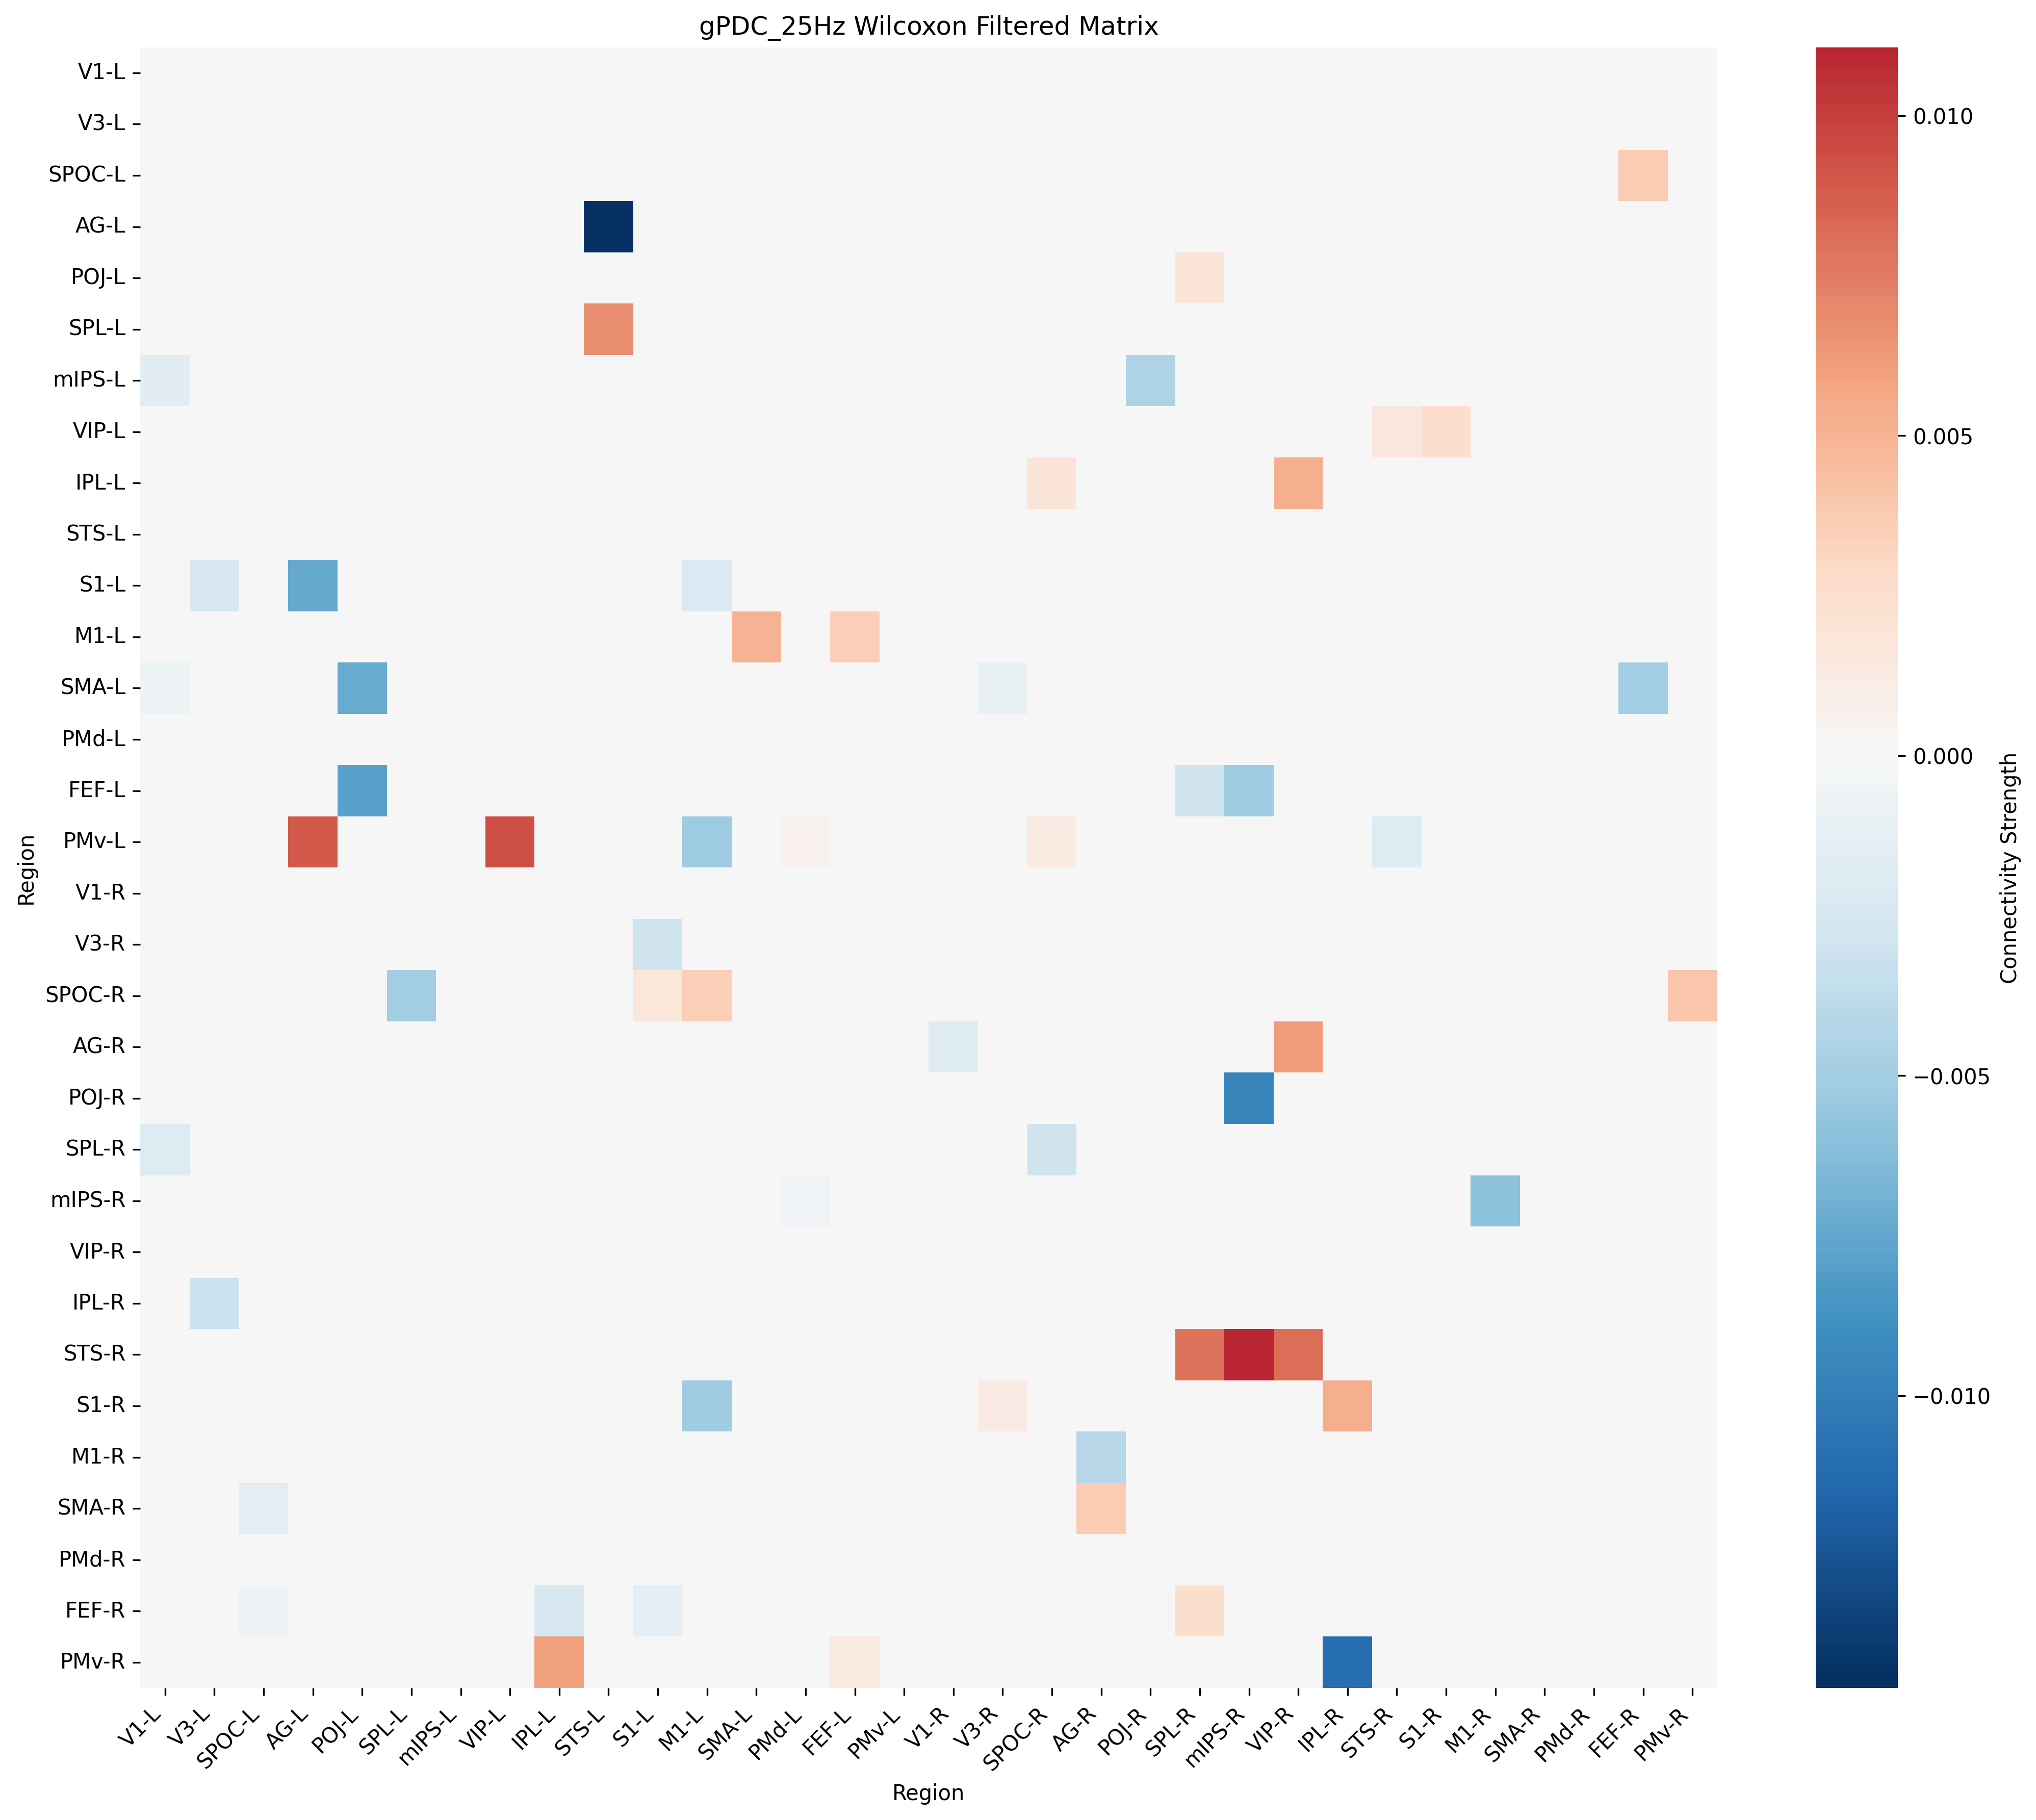 gPDC_25Hz Wilcoxon Filtered Matrix
V1-L
V3-L
SPOC-L
AG-L
POJ-L
SPL-L
mIPS-L
VIP-L
IPL-L
STS-L
S1-L
M1-L
SMA-L
PMd-L
FEF-L
PMv-L
V1-R
V3-R
SPOC-R
AG-R
POJ-R
SPL-R
mIPS-R
VIP-R
IPL-R
STS-R
S1-R
M1-R
SMA-R
PMd-R
FEF-R
PMv-R
Region
V1-L
V3-L
SPOC-L
AG-L
POJ-L
SPL-L
mIPS-L
VIP-L
IPL-L
STS-L
S1-L
M1-L
SMA-L
PMd-L
FEF-L
PMv-L
V1-R
V3-R
SPOC-R
AG-R
POJ-R
SPL-R
mIPS-R
VIP-R
IPL-R
STS-R
S1-R
M1-R
SMA-R
PMd-R
FEF-R
PMv-R
Region
0.010
0.005
0.000
−0.005
−0.010
Connectivity Strength